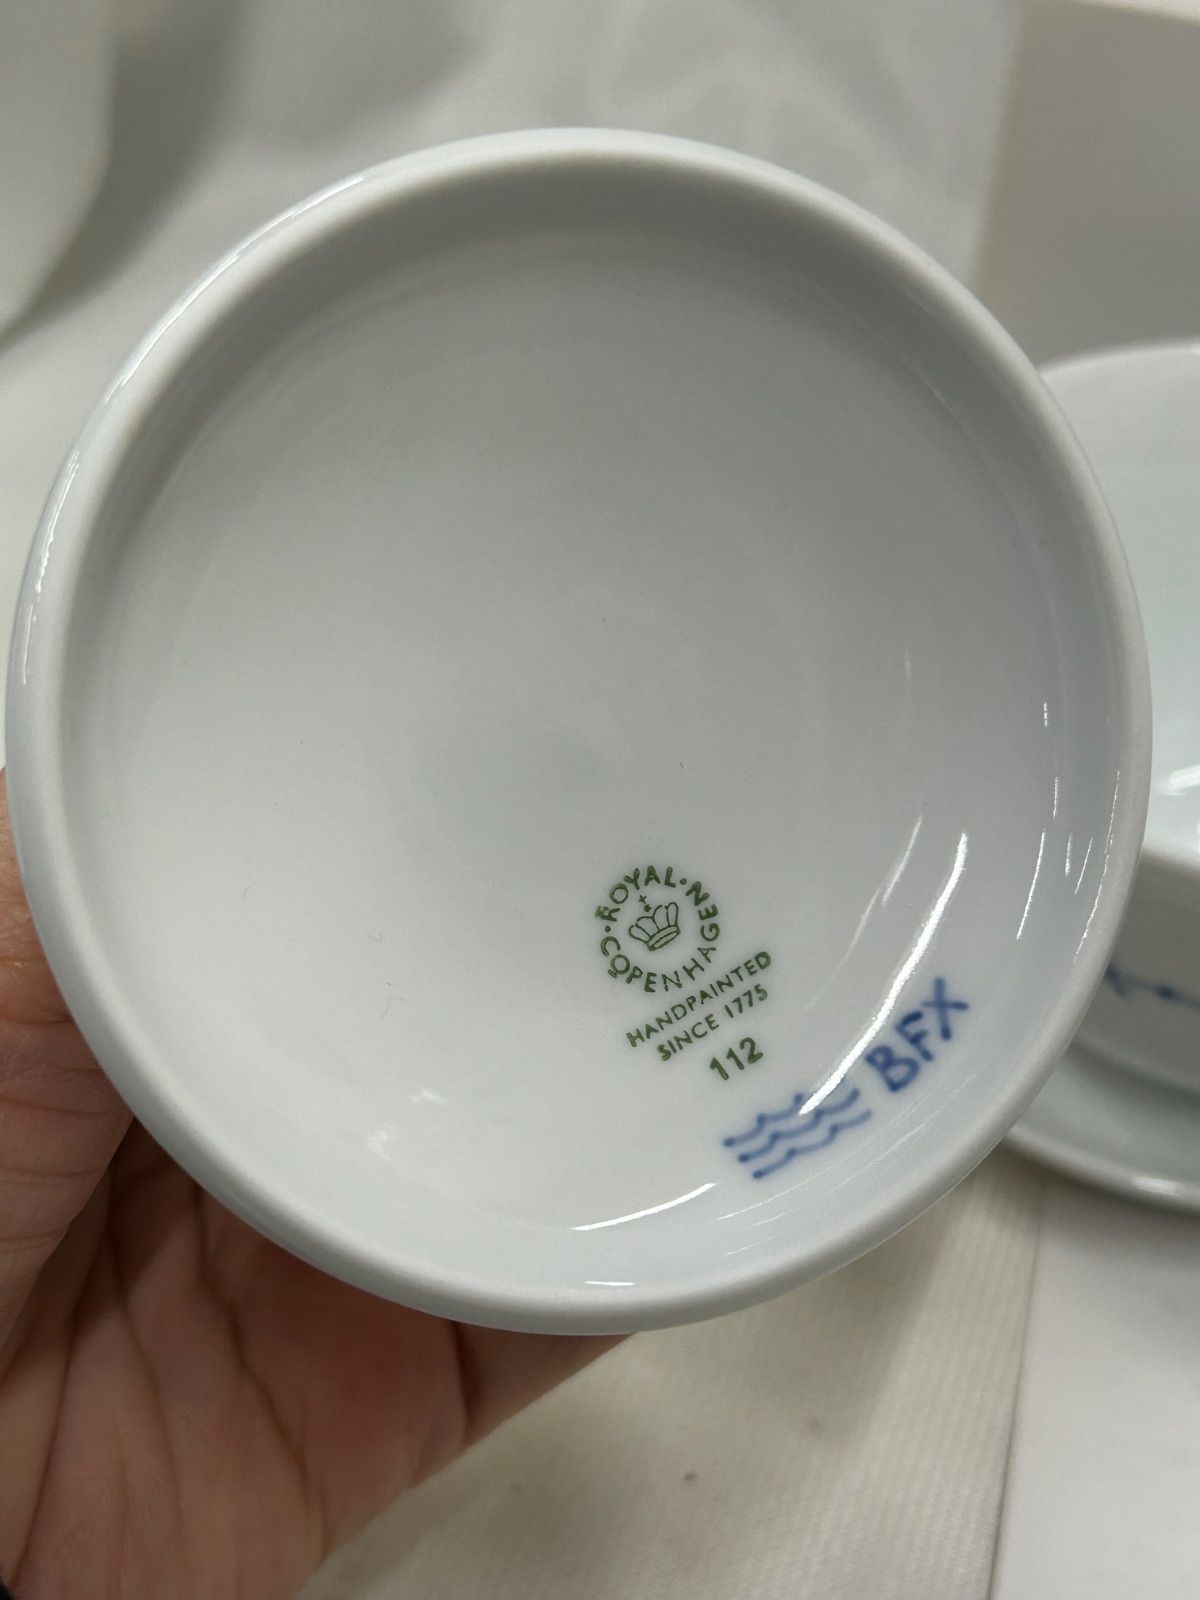 ROYAL · COPENHAGEN ·
HANDPAINTED
SINCE 1775
112
BFX